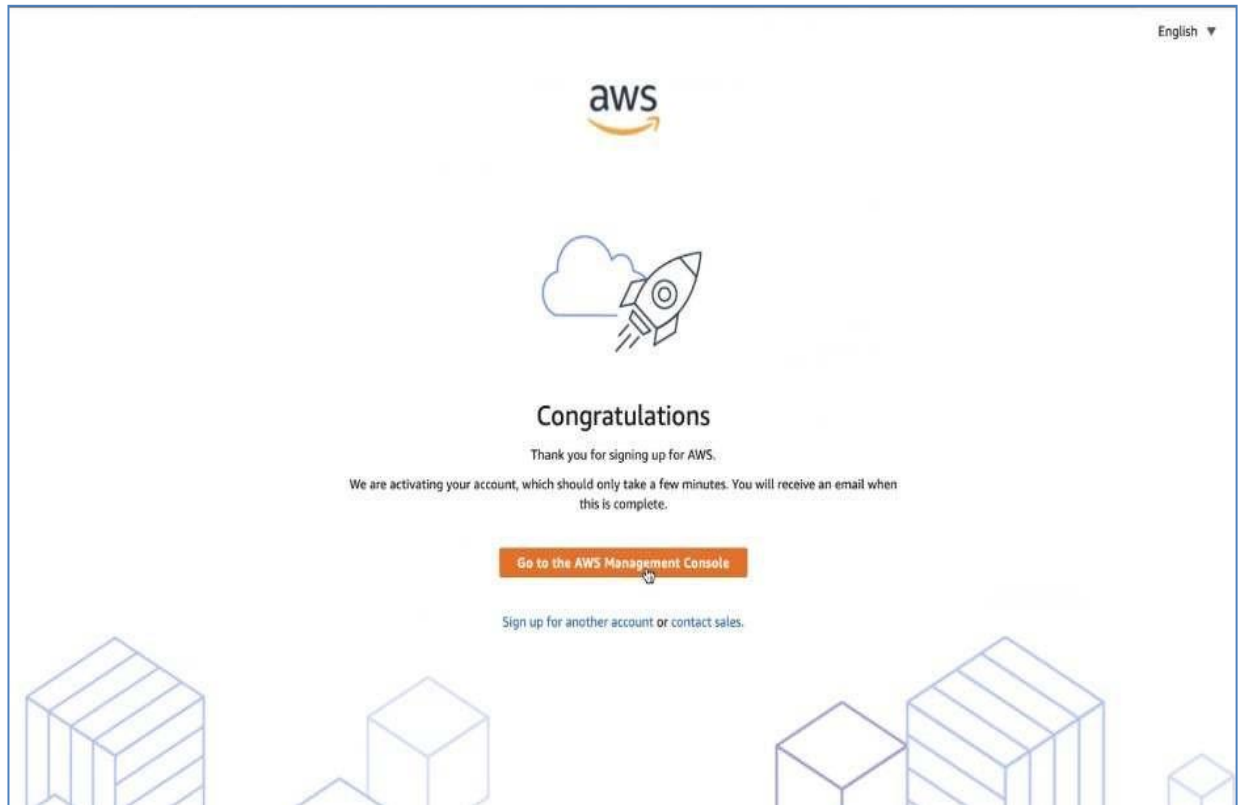 English ▼
aws
Congratulations
Thank you for signing up for AWS.
We are activating your account, which should only take a few minutes. You will receive an email when
this is complete.
Go to the AWS Management Console
Sign up for another account or contact sales.